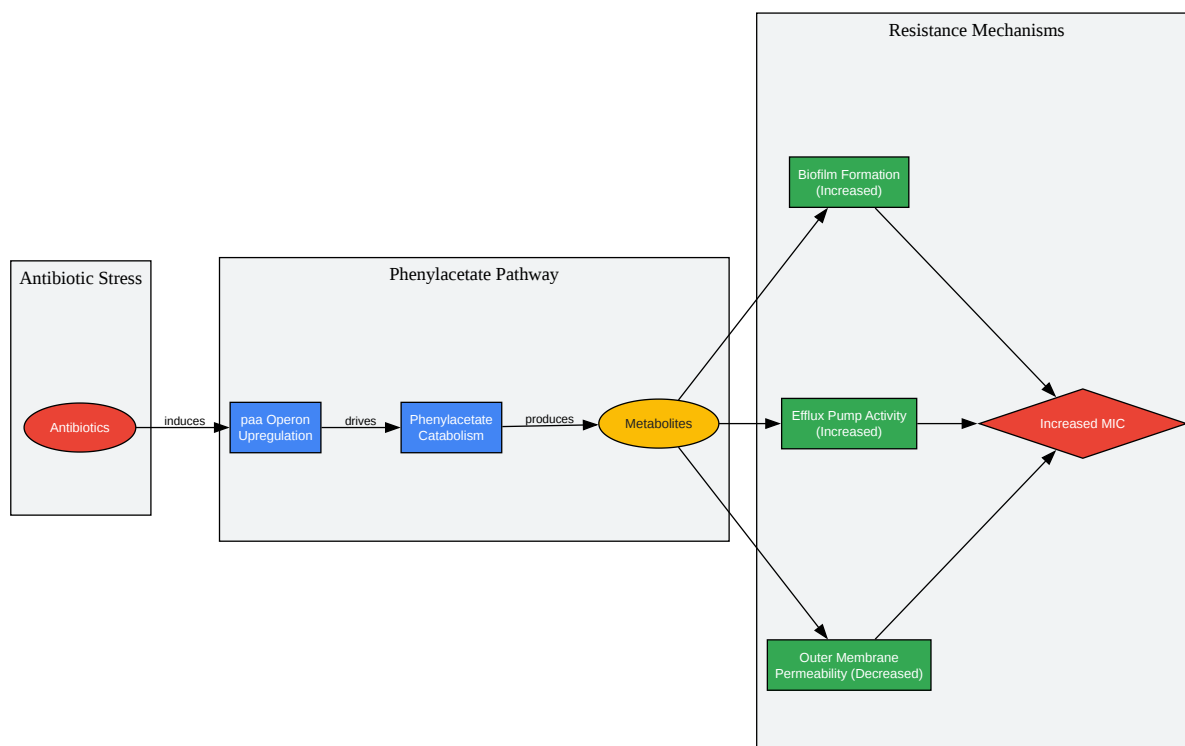 Resistance Mechanisms
Biofilm Formation
(Increased)
Antibiotic Stress
Phenylacetate Pathway
Antibiotics
induces
paa Operon
Upregulation
drives
Phenylacetate
Catabolism
produces
Metabolites
Efflux Pump Activity
(Increased)
Increased MIC
Outer Membrane
Permeability (Decreased)